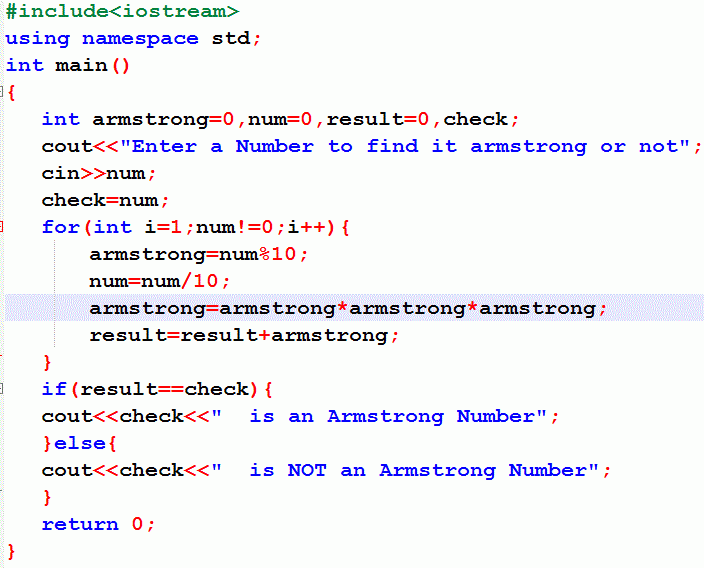 #include<iostream>
using namespace std;
int main()
{
int armstrong=0,num=0,result=0,check;
cout<<"Enter a Number to find it armstrong or not";
cin>>num;
check=num;
for(int i=1;num!=0;i++){
armstrong=num%10;
num=num/10;
armstrong=armstrong*armstrong*armstrong;
result=result+armstrong;
}
if(result==check){
cout<<check<<"  is an Armstrong Number";
}else{
cout<<check<<"  is NOT an Armstrong Number";
}
return 0;
}